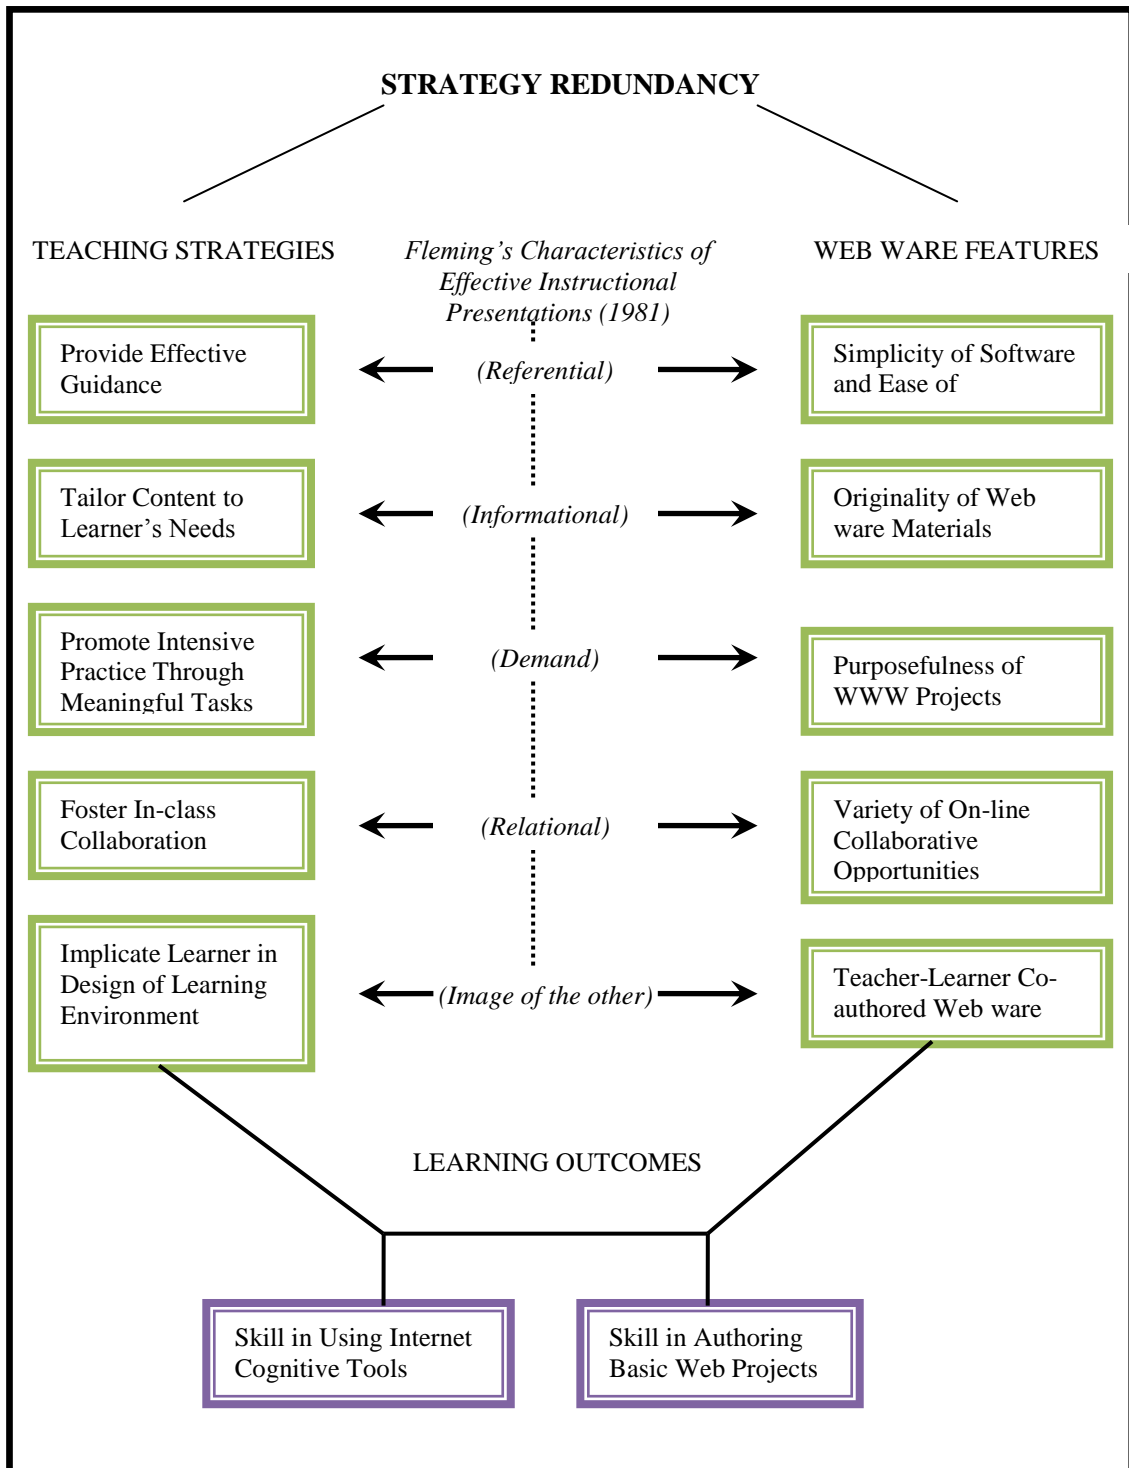 STRATEGY REDUNDANCY
TEACHING STRATEGIES
Fleming's Characteristics of
Effective Instructional
Presentations (1981)
WEB WARE FEATURES
Provide Effective
Guidance
(Referential)
Simplicity of Software
and Ease of
Tailor Content to
Learner's Needs
(Informational)
Originality of Web
ware Materials
Promote Intensive
Practice Through
Meaningful Tasks
(Demand)
Purposefulness of
WWW Projects
Foster In-class
Collaboration
(Relational)
Variety of On-line
Collaborative
Opportunities
Implicate Learner in
Design of Learning
Environment
(Image of the other)
Teacher-Learner Co-
authored Web ware
LEARNING OUTCOMES
Skill in Using Internet
Cognitive Tools
Skill in Authoring
Basic Web Projects